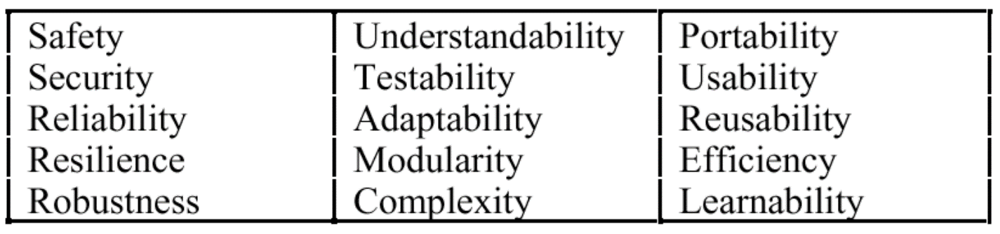 Safety Understandability Portability
Security Testability Usability
Reliability Adaptability Reusability
Resilience Modularity Efficiency
Robustness Complexity Learnability